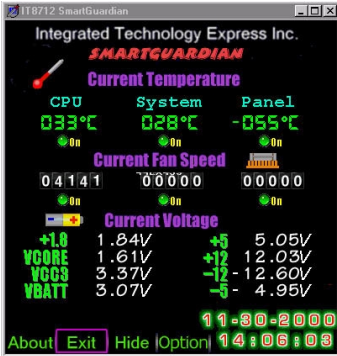 IT8712 SmartGuardian
Integrated Technology Express Inc.
SMARTGUARDIAN
Current Temperature
CPU System Panel
033°C 028°C -055°C
On On On
Current Fan Speed
04141 00000 00000
On On On
Current Voltage
+1.8 1.84V +5 5.05V
VCORE 1.61V +12 12.03V
VCC3 3.37V -12 -12.60V
VBATT 3.07V -5 - 4.95V
11-30-2000
About Exit Hide Option 14:06:03